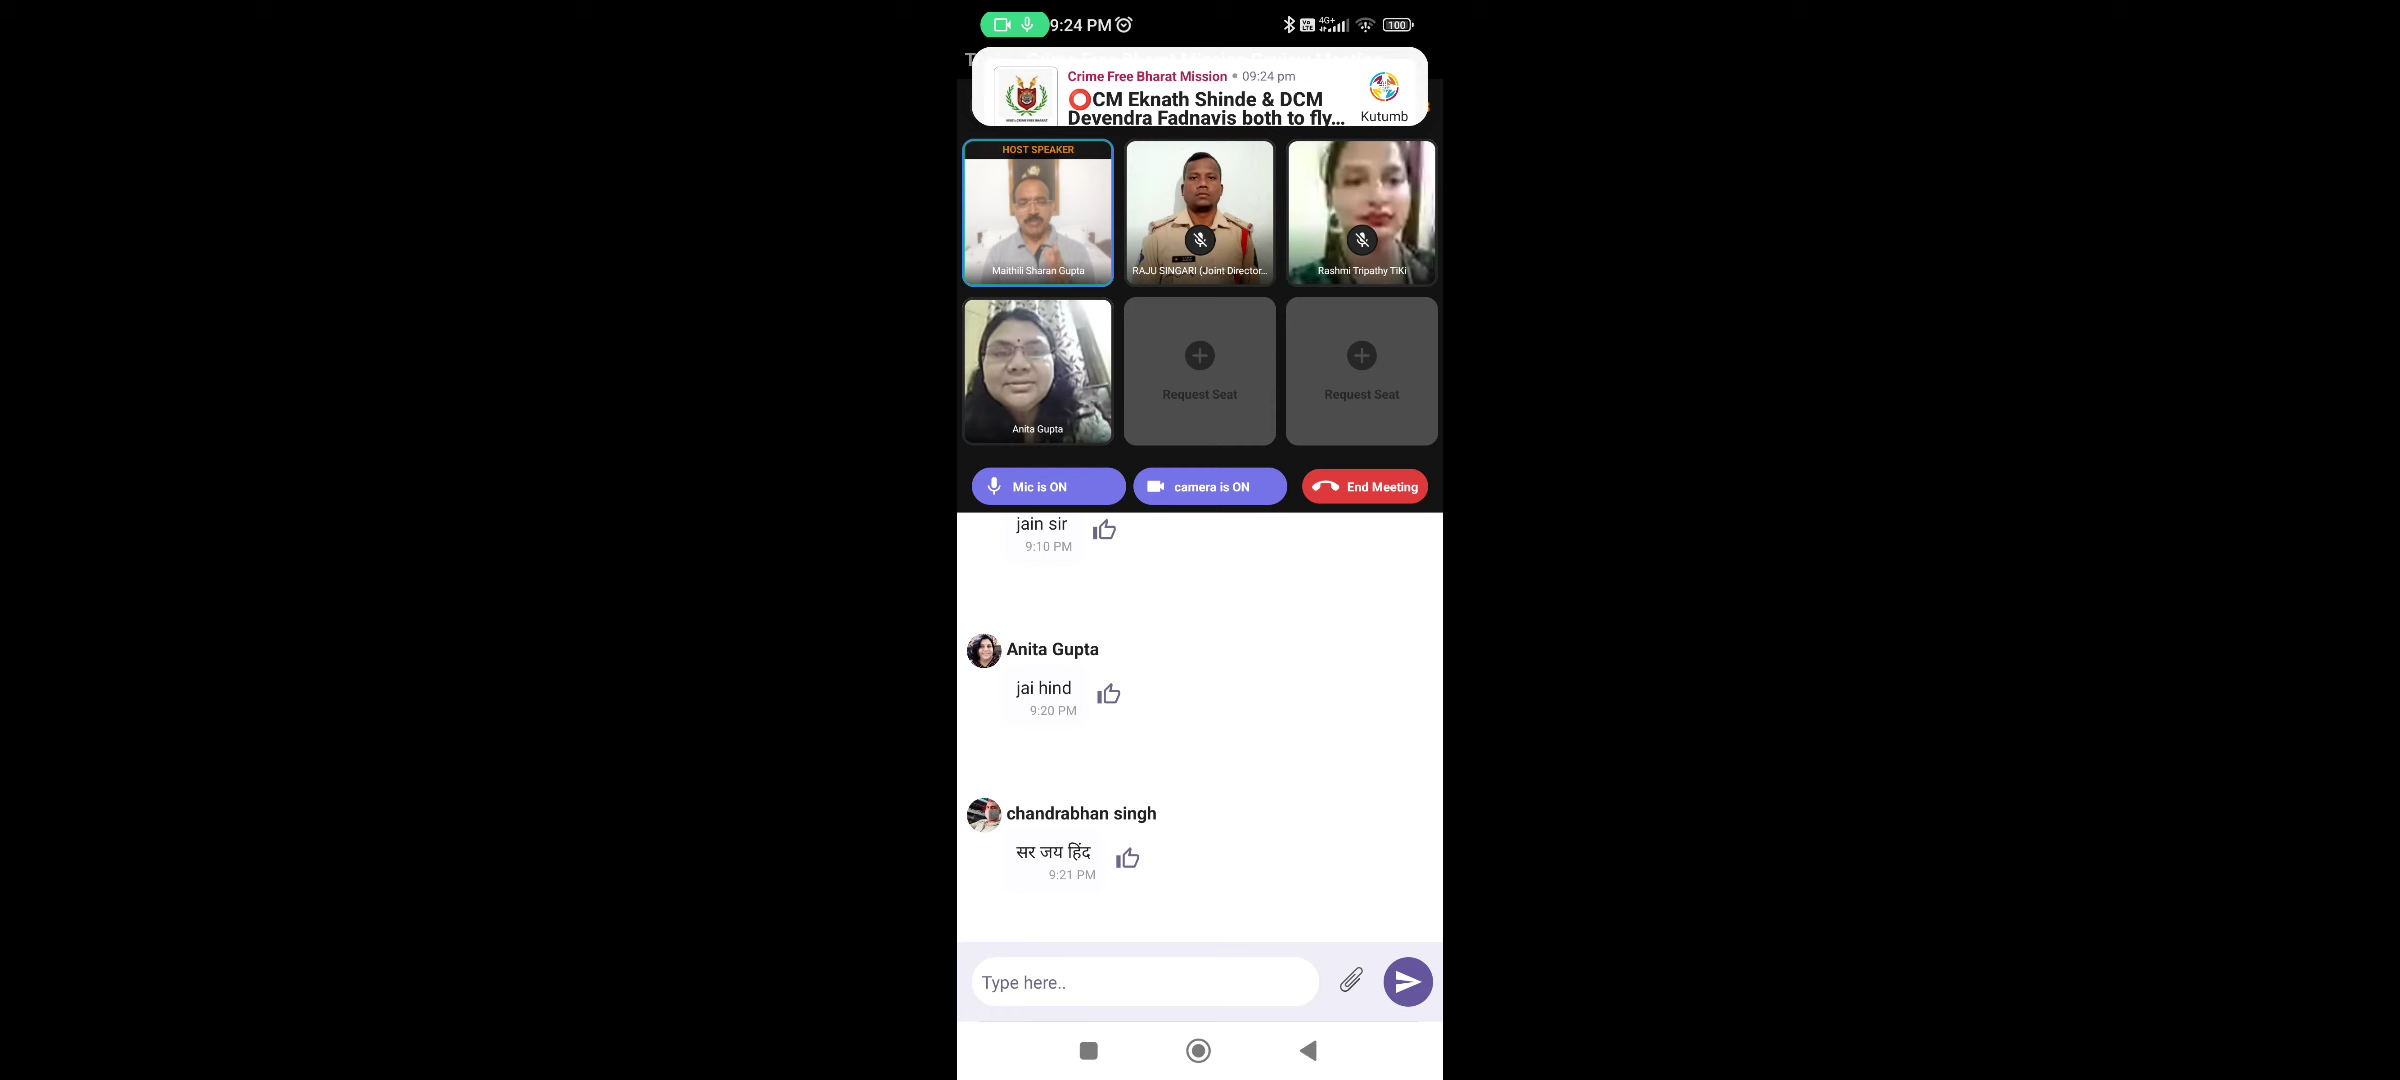 9:24 PM
4G+
100
Crime Free Bharat Mission • 09:24 pm
⭕CM Eknath Shinde & DCM
Devendra Fadnavis both to fly...
Kutumb
HOST SPEAKER
Maithili Sharan Gupta
RAJU SINGARI (Joint Director...
Rashmi Tripathy TiKi
Anita Gupta
Request Seat
Request Seat
Mic is ON
camera is ON
End Meeting
jain sir
9:10 PM
Anita Gupta
jai hind
9:20 PM
chandrabhan singh
सर जय हिंद
9:21 PM
Type here..